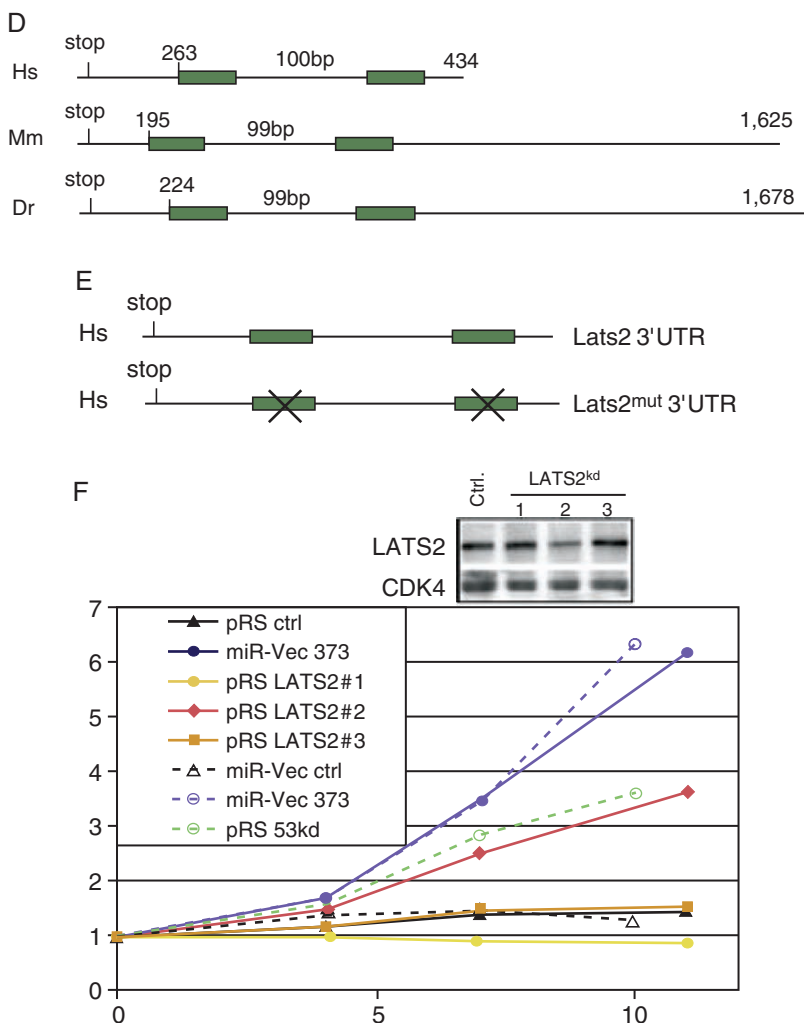 D
stop 263 100bp 434
Hs
stop 195 99bp 1,625
Mm
stop 224 99bp 1,678
Dr
E
stop
Hs Lats2 3'UTR
stop
Hs Lats2mut 3'UTR
F
Ctrl. LATS2kd
1 2 3
LATS2
CDK4
7
6
5
4
3
2
1
0
pRS ctrl
miR-Vec 373
pRS LATS2#1
pRS LATS2#2
pRS LATS2#3
miR-Vec ctrl
miR-Vec 373
pRS 53kd
0 5 10